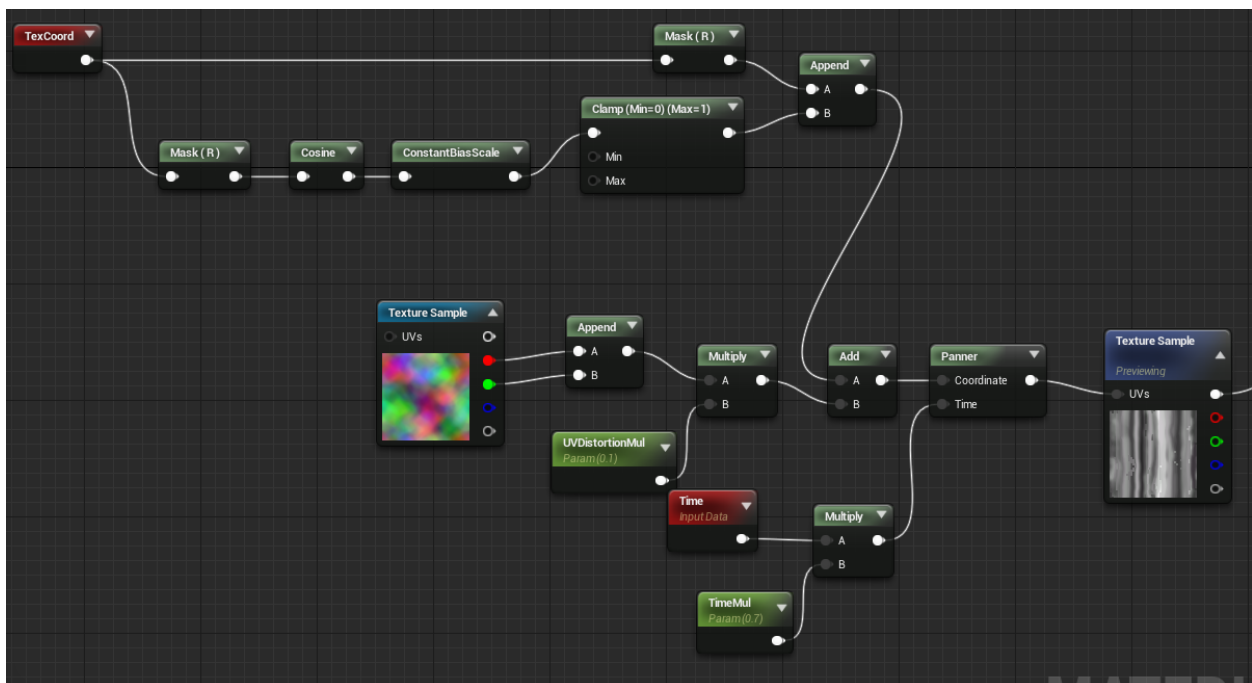 TexCoord
Mask ( R )
Append
A
B
Clamp (Min=0) (Max=1)
Min
Max
Mask ( R )
Cosine
ConstantBiasScale
Texture Sample
UVs
Append
A
B
Multiply
A
B
Add
A
B
Panner
Coordinate
Time
Texture Sample
Previewing
UVs
UVDistortionMul
Param (0.1)
Time
Input Data
Multiply
A
B
TimeMul
Param (0.7)